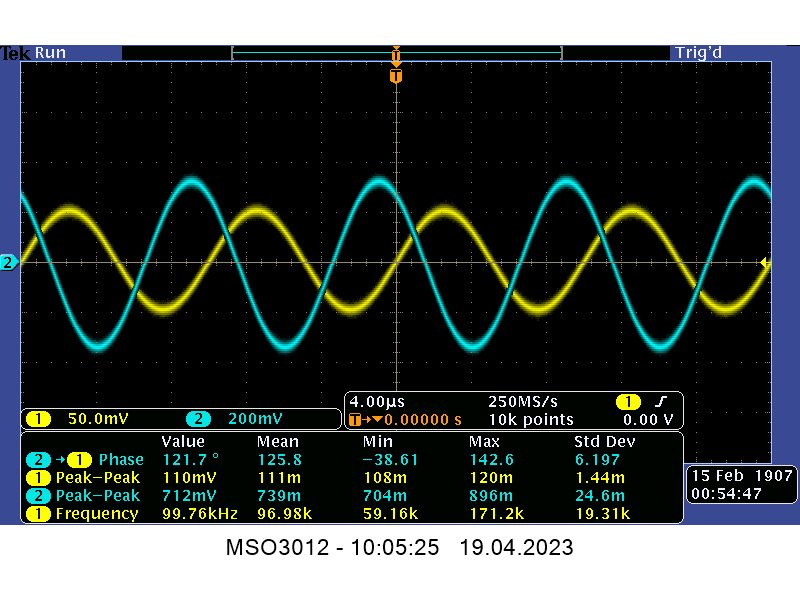 Tek Run Trig'd
T
T
2
4.00µs 250MS/s 1
T→▼0.00000 s 10k points 0.00 V
1 50.0mV 2 200mV
Value Mean Min Max Std Dev
2 →1 Phase 121.7 ° 125.8 −38.61 142.6 6.197
1 Peak−Peak 110mV 111m 108m 120m 1.44m
2 Peak−Peak 712mV 739m 704m 896m 24.6m
1 Frequency 99.76kHz 96.98k 59.16k 171.2k 19.31k
15 Feb 1907
00:54:47
MSO3012 - 10:05:25 19.04.2023